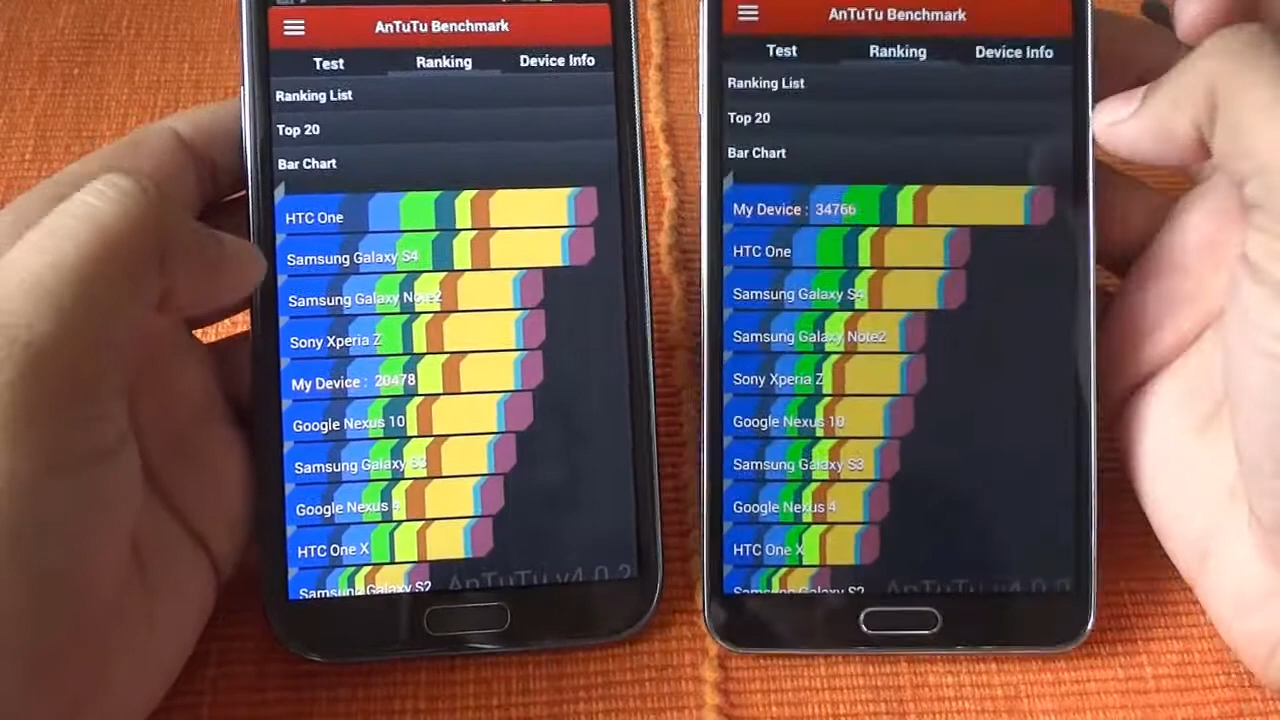 AnTuTu Benchmark
Test Ranking Device Info
Ranking List
Top 20
Bar Chart
HTC One
Samsung Galaxy S4
Samsung Galaxy Note2
Sony Xperia Z
My Device : 20478
Google Nexus 10
Samsung Galaxy S3
Google Nexus 4
HTC One X
Samsung Galaxy S2
AnTuTu
AnTuTu Benchmark
Test Ranking Device Info
Ranking List
Top 20
Bar Chart
My Device : 34766
HTC One
Samsung Galaxy S4
Samsung Galaxy Note2
Sony Xperia Z
Google Nexus 10
Samsung Galaxy S3
Google Nexus 4
HTC One X
Samsung Galaxy S2
AnTuTu